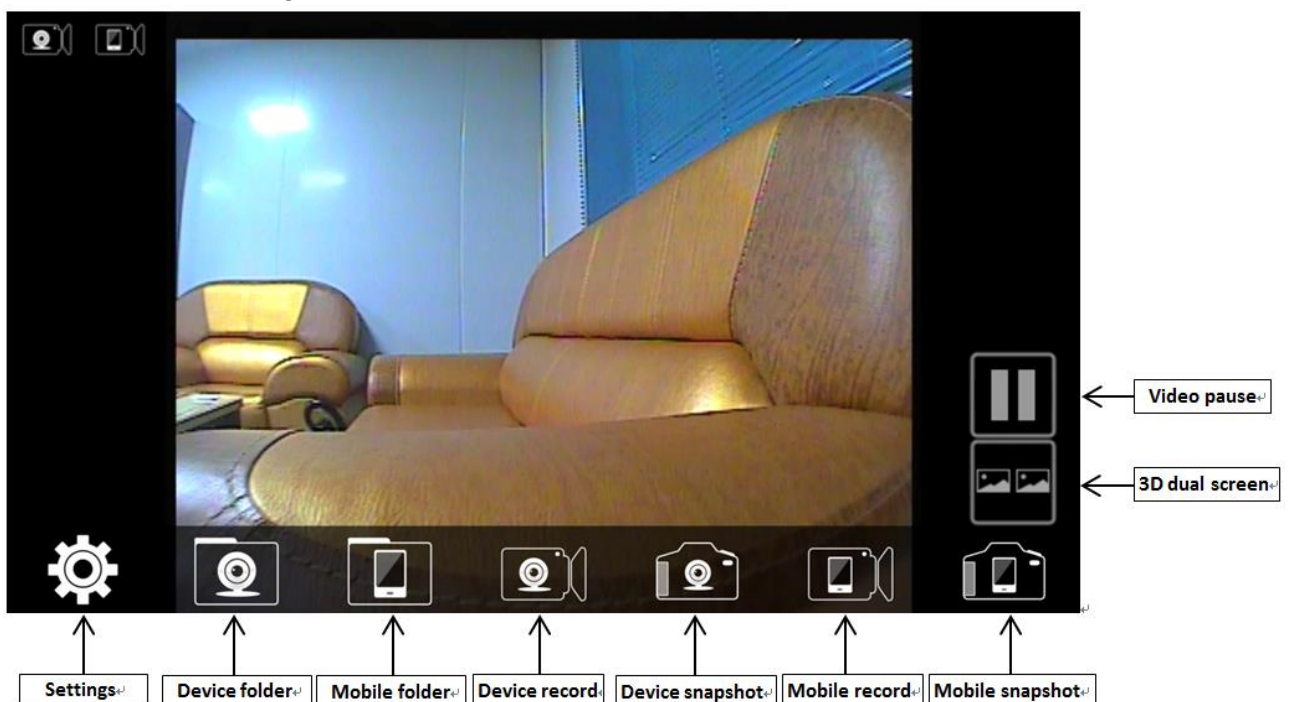 Video pause
3D dual screen
Settings
Device folder
Mobile folder
Device record
Device snapshot
Mobile record
Mobile snapshot